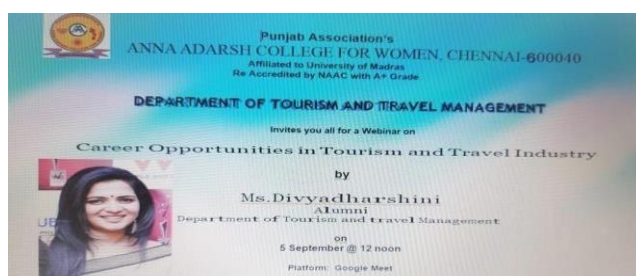 Punjab Association's
ANNA ADARSH COLLEGE FOR WOMEN, CHENNAI-600040
Affiliated to University of Madras
Re Accredited by NAAC with A+ Grade
DEPARTMENT OF TOURISM AND TRAVEL MANAGEMENT
Invites you all for a Webinar on
Career Opportunities in Tourism and Travel Industry
by
Ms.Divyadharshini
Alumni
Department of Tourism and travel Management
on
5 September @ 12 noon
Platform: Google Meet